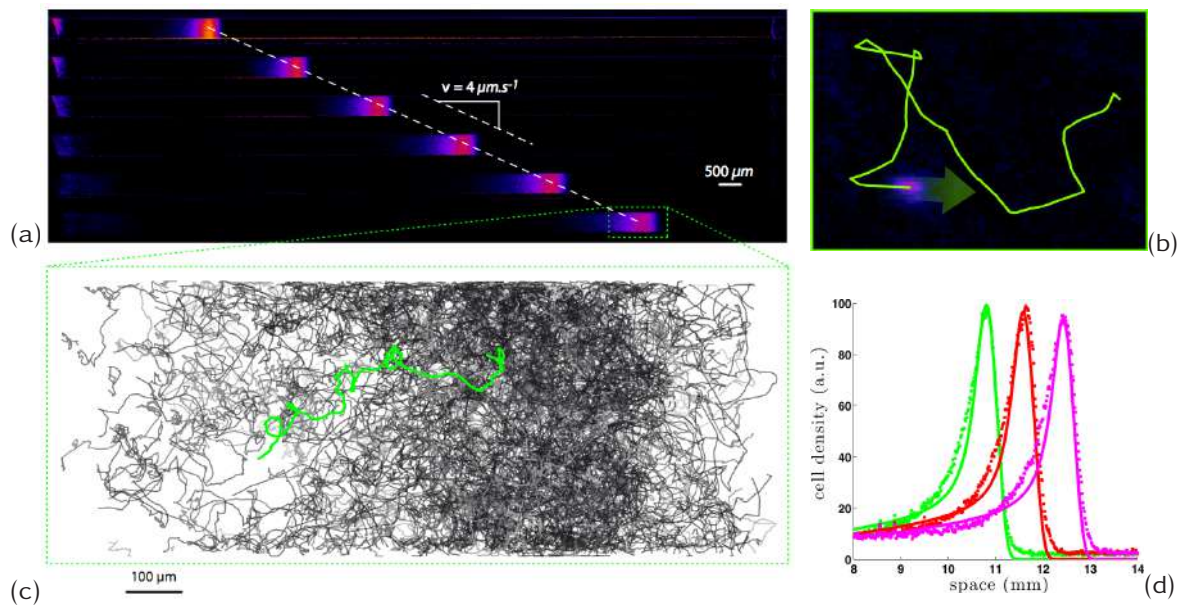 v = 4 µm.s⁻¹
500 µm
(a)
(b)
100 µm
(c)
cell density (a.u.)
100
80
60
40
20
0
8 9 10 11 12 13 14
space (mm)
(d)